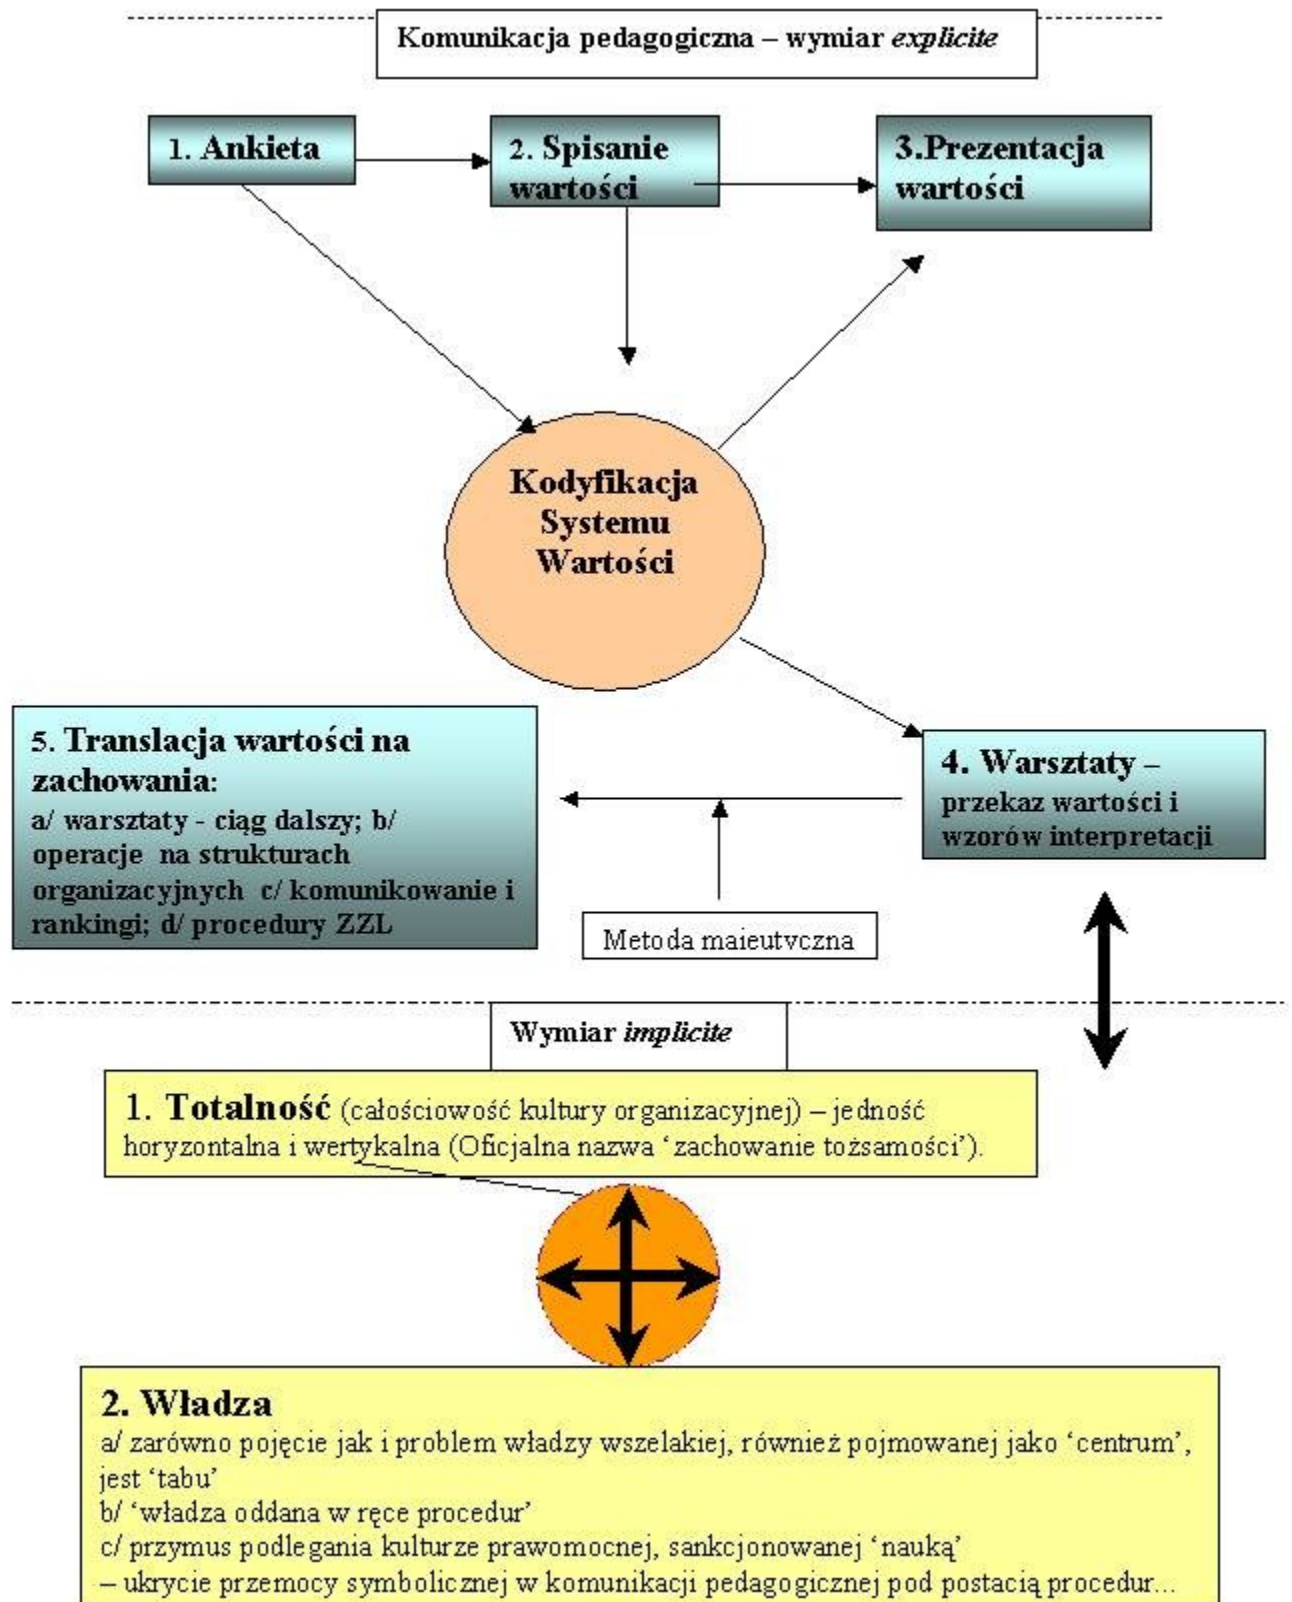 Komunikacja pedagogiczna – wymiar explicite
1. Ankieta
2. Spisanie
wartości
3.Prezentacja
wartości
Kodyfikacja
Systemu
Wartości
5. Translacja wartości na
zachowania:
a/ warsztaty - ciąg dalszy; b/
operacje na strukturach
organizacyjnych c/ komunikowanie i
rankingi; d/ procedury ZZL
4. Warsztaty –
przekaz wartości i
wzorów interpretacji
Metoda maieutyczna
Wymiar implicite
1. Totalność (całościowość kultury organizacyjnej) – jedność
horyzontalna i wertykalna (Oficjalna nazwa ‘zachowanie tożsamości’).
2. Władza
a/ zarówno pojęcie jak i problem władzy wszelakiej, również pojmowanej jako ‘centrum’,
jest ‘tabu’
b/ ‘władza oddana w ręce procedur’
c/ przymus podlegania kulturze prawomocnej, sankcjonowanej ‘nauką’
– ukrycie przemocy symbolicznej w komunikacji pedagogicznej pod postacią procedur...